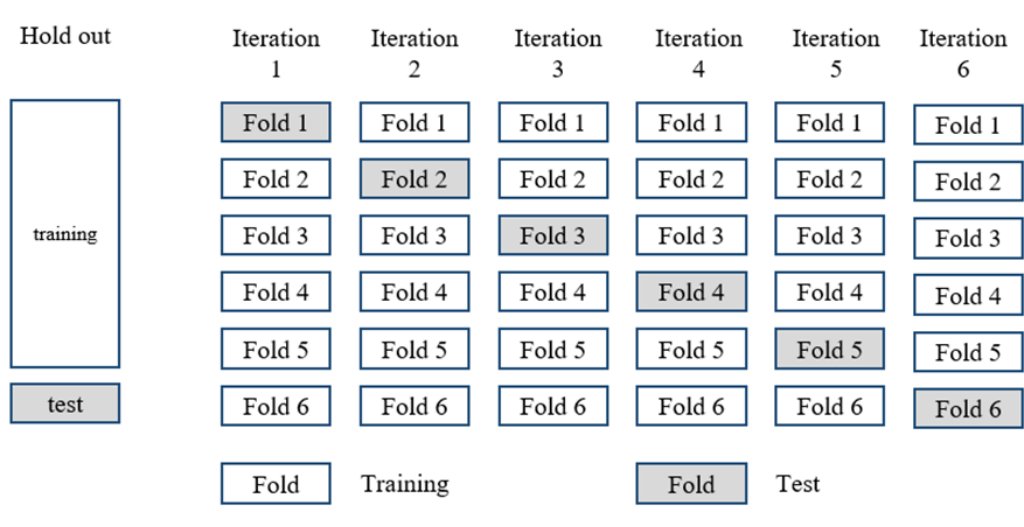 Hold out
Iteration
1
Iteration
2
Iteration
3
Iteration
4
Iteration
5
Iteration
6
training
test
Fold 1
Fold 2
Fold 3
Fold 4
Fold 5
Fold 6
Fold 1
Fold 2
Fold 3
Fold 4
Fold 5
Fold 6
Fold 1
Fold 2
Fold 3
Fold 4
Fold 5
Fold 6
Fold 1
Fold 2
Fold 3
Fold 4
Fold 5
Fold 6
Fold 1
Fold 2
Fold 3
Fold 4
Fold 5
Fold 6
Fold 1
Fold 2
Fold 3
Fold 4
Fold 5
Fold 6
Fold
Training
Fold
Test